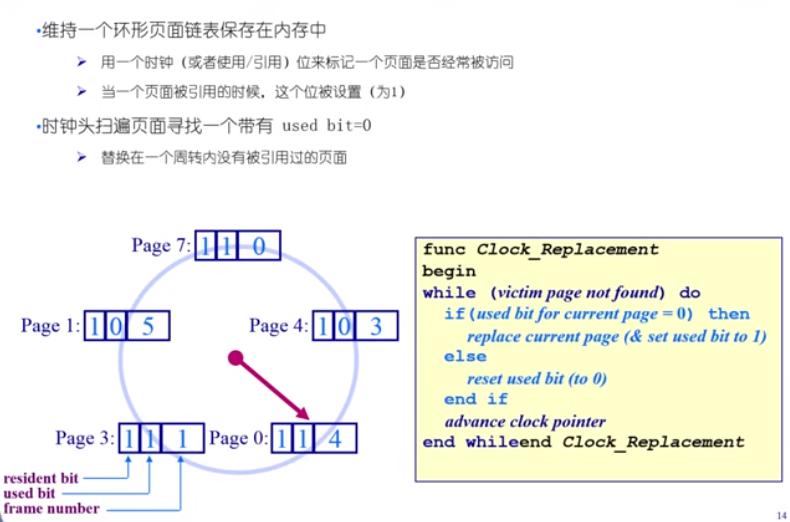 •维持一个环形页面链表保存在内存中
➤ 用一个时钟（或者使用/引用）位来标记一个页面是否经常被访问
➤ 当一个页面被引用的时候，这个位被设置（为1）
•时钟头扫遍页面寻找一个带有 used bit=0
➤ 替换在一个周转内没有被引用过的页面
Page 7: 1 1 0
Page 1: 1 0 5
Page 4: 1 0 3
Page 3: 1 1 1
Page 0: 1 1 4
resident bit
used bit
frame number
func Clock_Replacement
begin
while (victim page not found) do
if(used bit for current page = 0) then
replace current page (& set used bit to 1)
else
reset used bit (to 0)
end if
advance clock pointer
end whileend Clock_Replacement
14